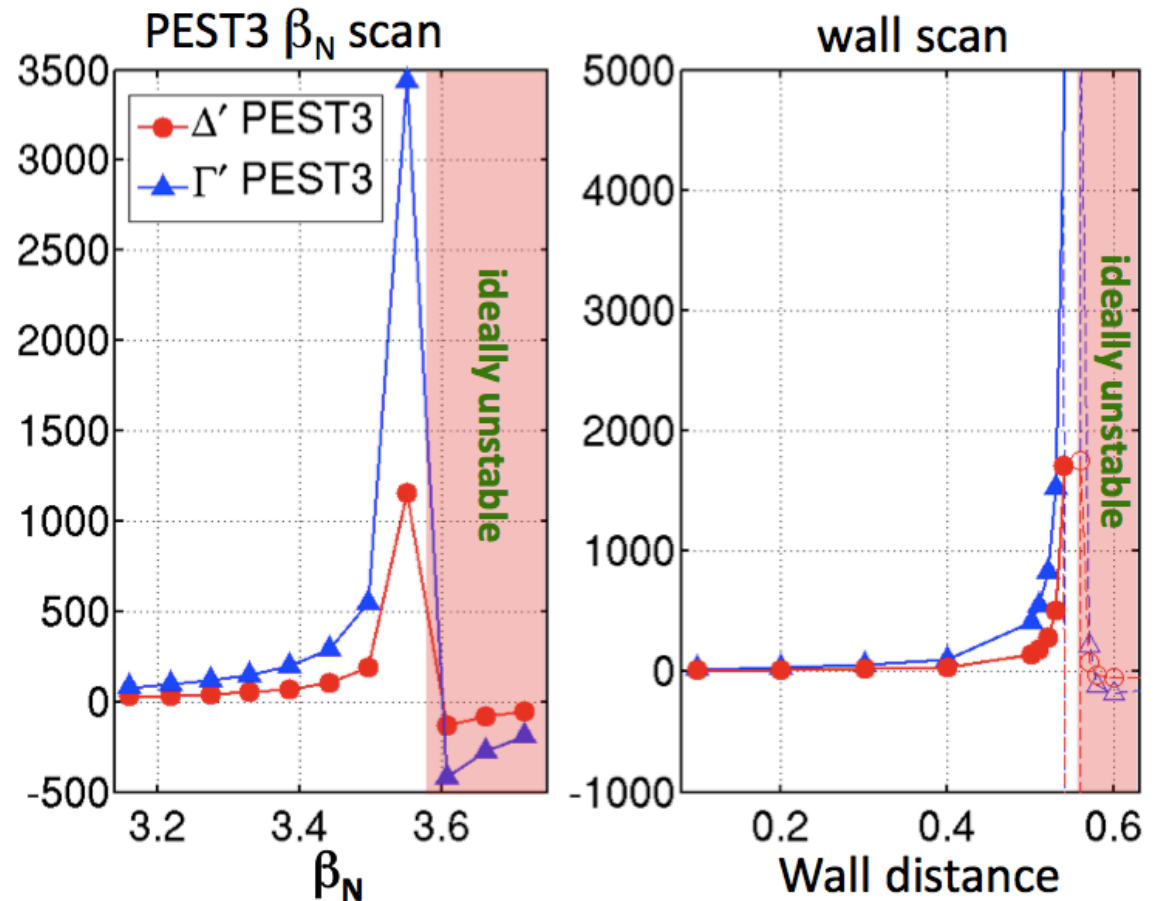 PEST3 βN scan
3500
3000
2500
2000
1500
1000
500
0
-500
Δ′ PEST3
Γ′ PEST3
ideally unstable
3.2
3.4
3.6
βN
wall scan
5000
4000
3000
2000
1000
0
-1000
ideally unstable
0.2
0.4
0.6
Wall distance